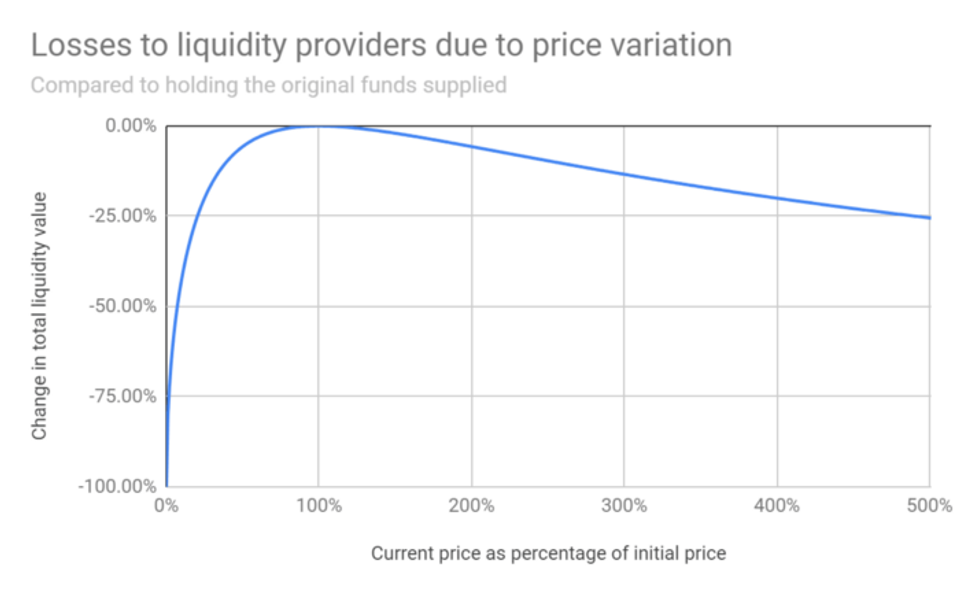 Losses to liquidity providers due to price variation
Compared to holding the original funds supplied
Change in total liquidity value
0.00%
-25.00%
-50.00%
-75.00%
-100.00%
0%
100%
200%
300%
400%
500%
Current price as percentage of initial price